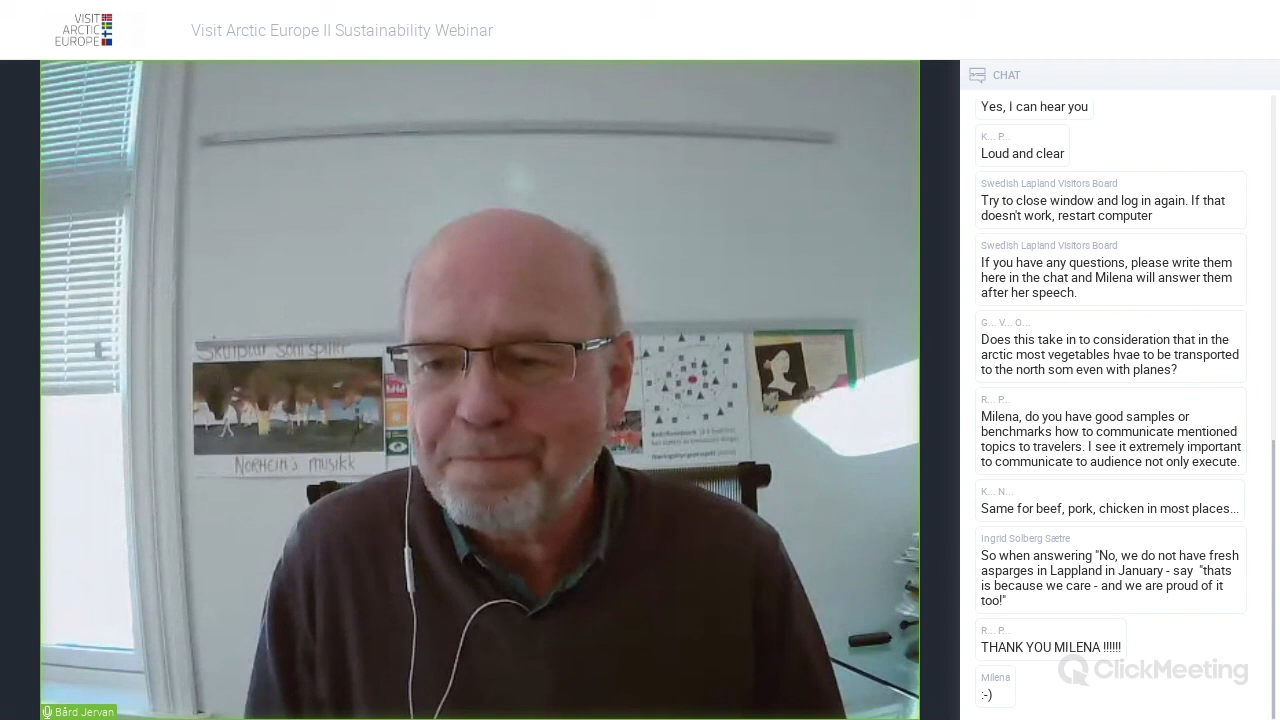 VISIT
ARCTIC
EUROPE
Visit Arctic Europe II Sustainability Webinar
CHAT
Yes, I can hear you
K... P...
Loud and clear
Swedish Lapland Visitors Board
Try to close window and log in again. If that
doesn't work, restart computer
Swedish Lapland Visitors Board
If you have any questions, please write them
here in the chat and Milena will answer them
after her speech.
G... V... O...
Does this take in to consideration that in the
arctic most vegetables hvae to be transported
to the north som even with planes?
R... P...
Milena, do you have good samples or
benchmarks how to communicate mentioned
topics to travelers. I see it extremely important
to communicate to audience not only execute.
K... N...
Same for beef, pork, chicken in most places...
Ingrid Solberg Sætre
So when answering "No, we do not have fresh
asparges in Lappland in January - say "thats
is because we care - and we are proud of it
too!"
R... P...
THANK YOU MILENA !!!!!!
Milena
:-)
ClickMeeting
Skulptur som spiller
NORHEIM'S MUSIKK
Bård Jervan